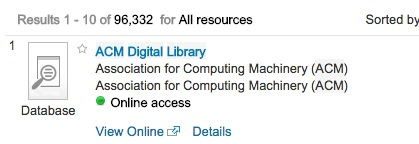 Results 1 - 10 of 96,332 for All resources
Sorted by
1
ACM Digital Library
Association for Computing Machinery (ACM)
Association for Computing Machinery (ACM)
Online access
Database
View Online Details